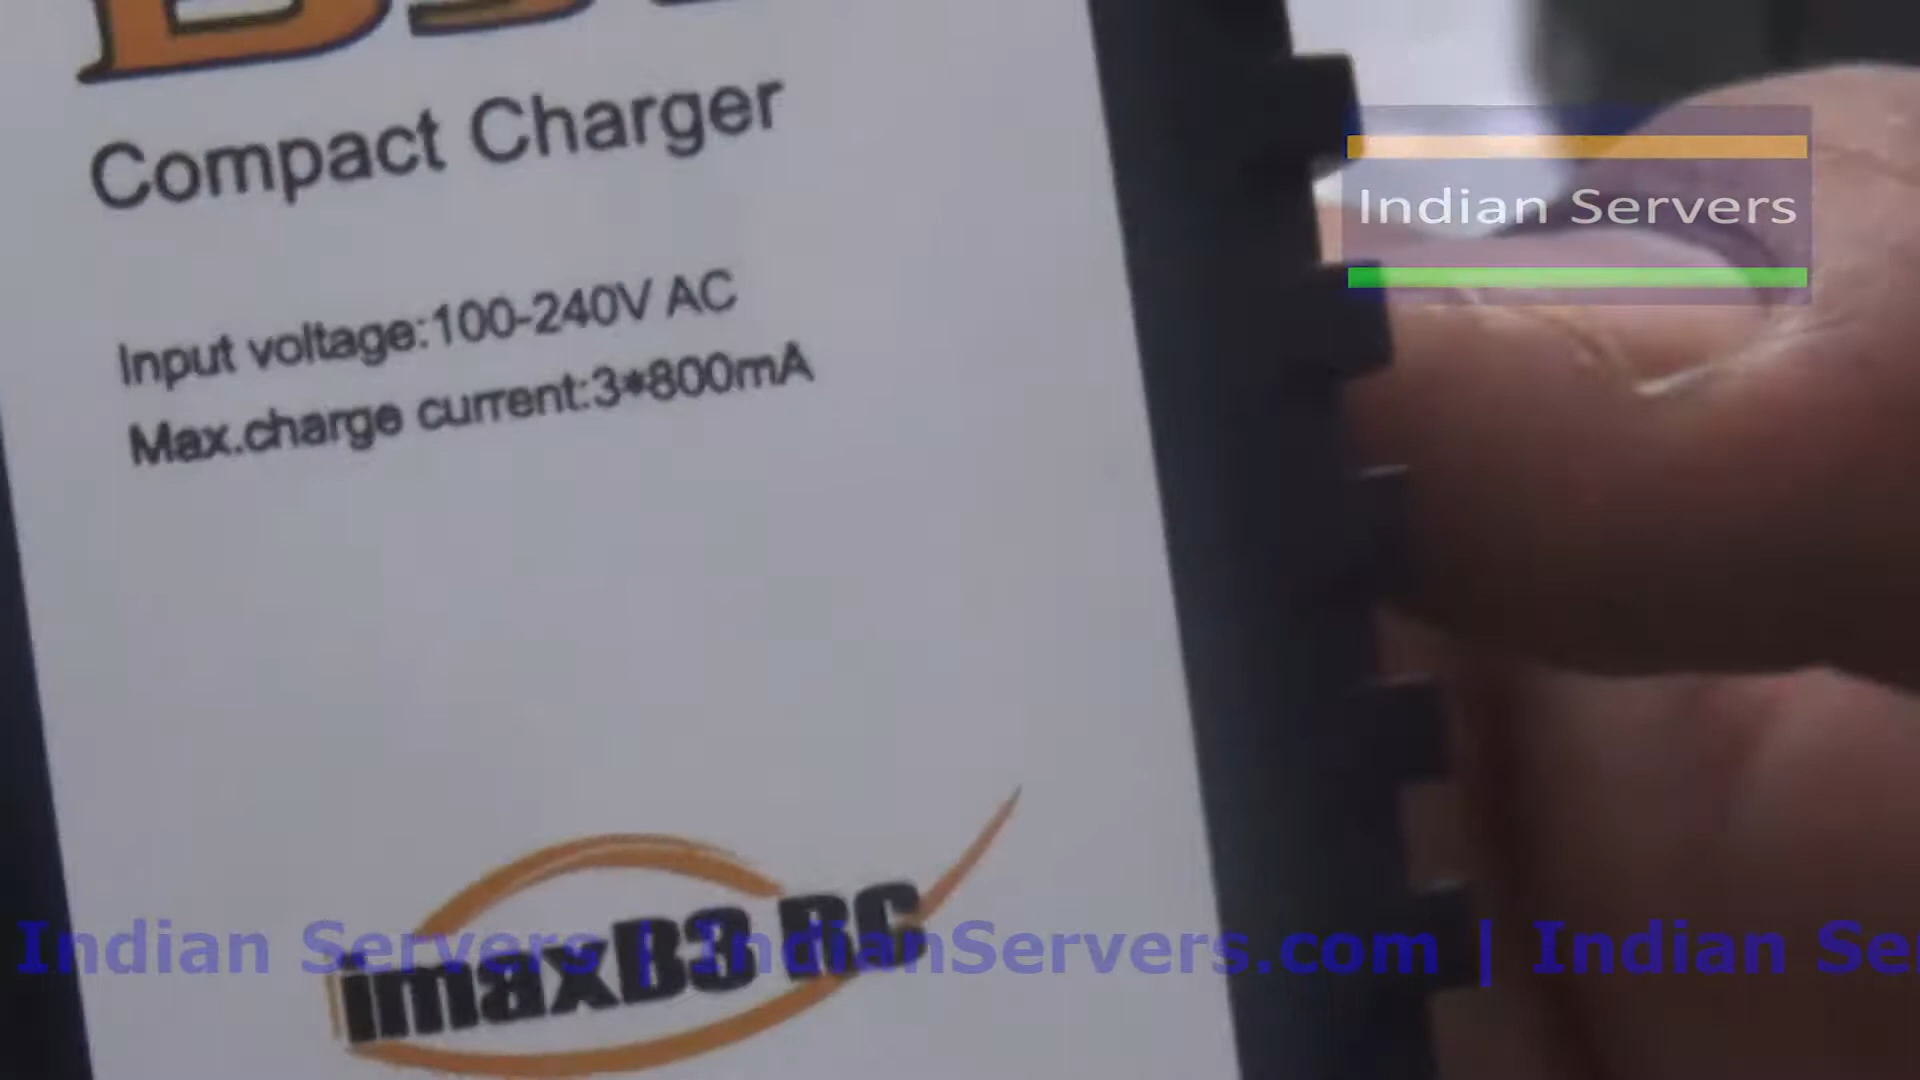 Compact Charger
Indian Servers
Input voltage:100-240V AC
Max.charge current:3*800mA
imaxB3 RC
Indian Servers | IndianServers.com | Indian Se